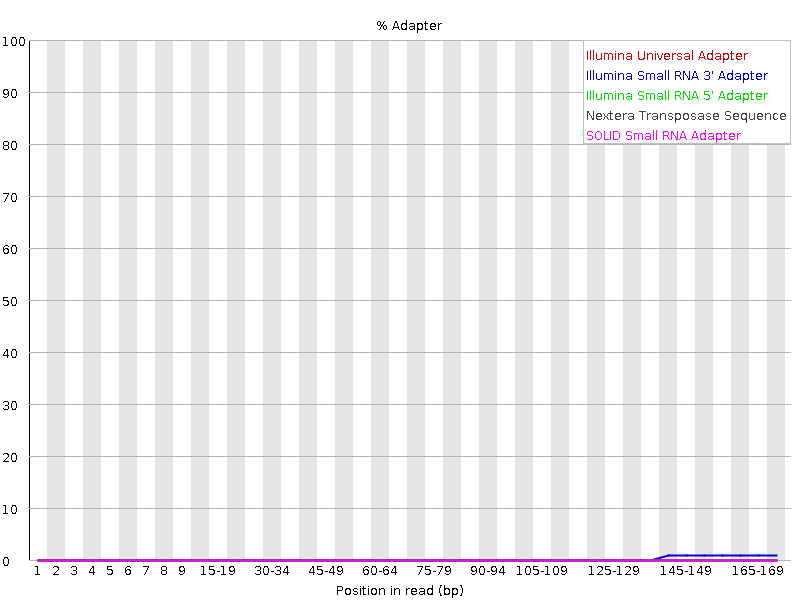 % Adapter
100
90
80
70
60
50
40
30
20
10
0
Illumina Universal Adapter
Illumina Small RNA 3' Adapter
Illumina Small RNA 5' Adapter
Nextera Transposase Sequence
SOLID Small RNA Adapter
1 2 3 4 5 6 7 8 9 15-19 30-34 45-49 60-64 75-79 90-94 105-109 125-129 145-149 165-169
Position in read (bp)